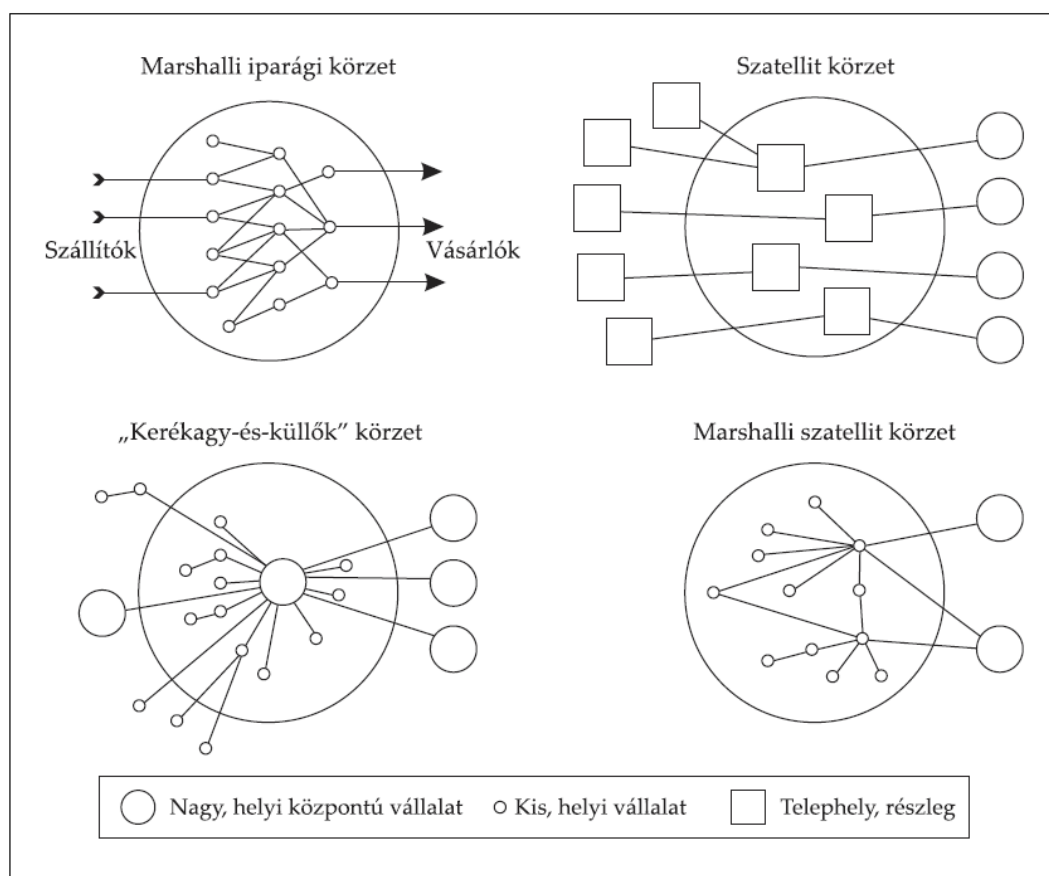 Marshalli iparági körzet
Szatellit körzet
Szállítók
Vásárlók
„Kerékagy-és-küllők” körzet
Marshalli szatellit körzet
Nagy, helyi központú vállalat
Kis, helyi vállalat
Telephely, részleg